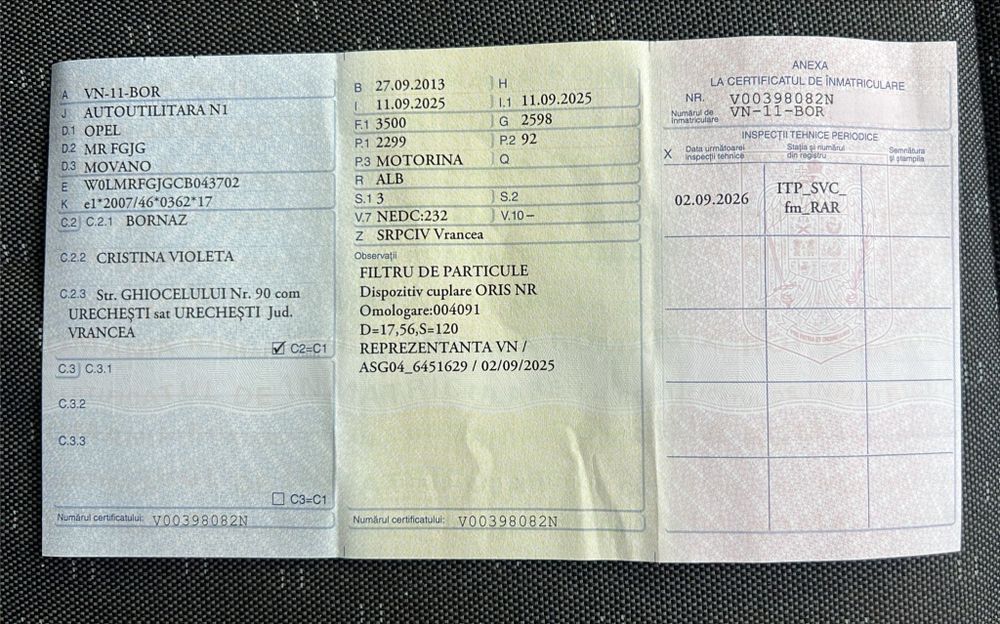 A VN-11-BOR
J AUTOUTILITARA N1
D.1 OPEL
D.2 MR FGJG
D.3 MOVANO
E W0LMRFGJGCB043702
K e1*2007/46*0362*17
C.2 C.2.1 BORNAZ
C.2.2 CRISTINA VIOLETA
C.2.3 Str. GHIOCELULUI Nr. 90 com
URECHEȘTI sat URECHEȘTI Jud.
VRANCEA
C2=C1
C.3 C.3.1
C.3.2
C.3.3
C3=C1
Numărul certificatului: V00398082N
B 27.09.2013 H
I 11.09.2025 I.1 11.09.2025
F.1 3500 G 2598
P.1 2299 P.2 92
P.3 MOTORINA Q
R ALB
S.1 3 S.2
V.7 NEDC:232 V.10 –
Z SRPCIV Vrancea
Observații
FILTRU DE PARTICULE
Dispozitiv cuplare ORIS NR
Omologare:004091
D=17,56,S=120
REPREZENTANTA VN /
ASG04_6451629 / 02/09/2025
Numărul certificatului: V00398082N
ANEXA
LA CERTIFICATUL DE ÎNMATRICULARE
NR. V00398082N
Numărul de înmatriculare VN-11-BOR
INSPECȚII TEHNICE PERIODICE
X Data următoarei inspecții tehnice Stația și numărul din registru Semnătura și ștampila
02.09.2026 ITP_SVC_
fm_RAR